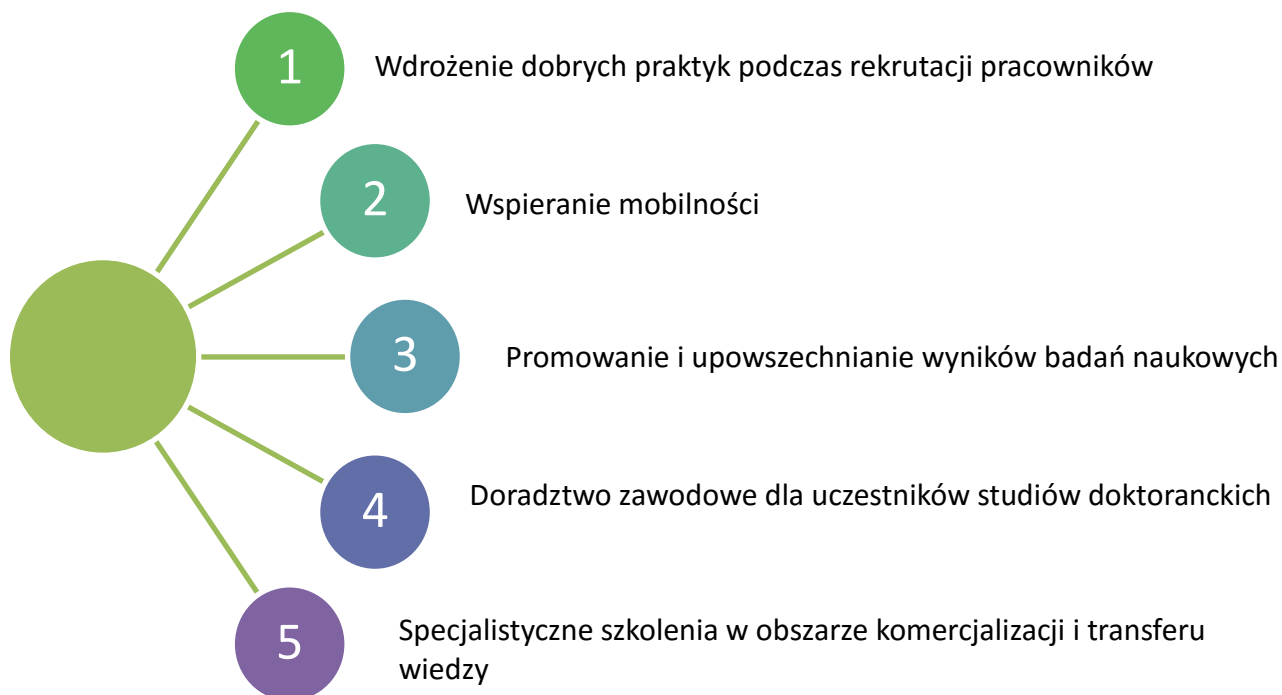 1
Wdrożenie dobrych praktyk podczas rekrutacji pracowników
2
Wspieranie mobilności
3
Promowanie i upowszechnianie wyników badań naukowych
4
Doradztwo zawodowe dla uczestników studiów doktoranckich
5
Specjalistyczne szkolenia w obszarze komercjalizacji i transferu
wiedzy